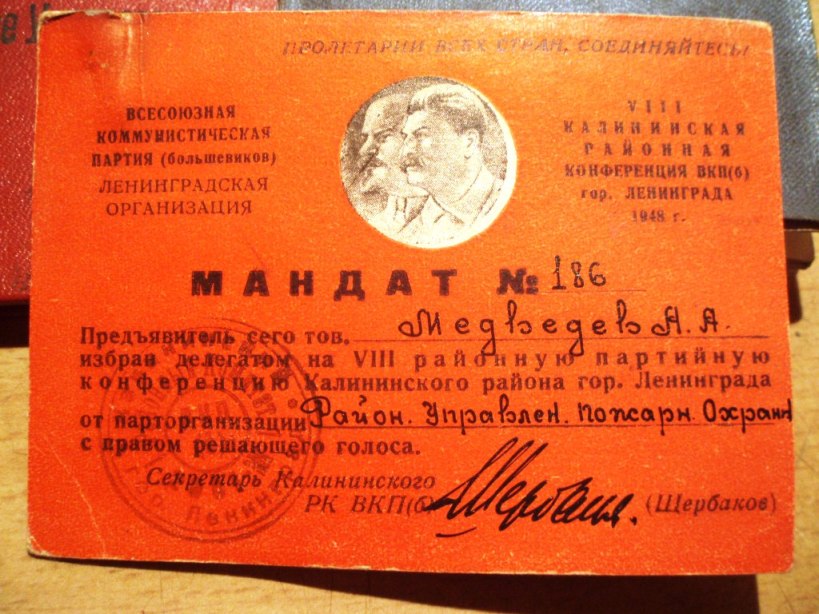 ПРОЛЕТАРИИ ВСЕХ СТРАН, СОЕДИНЯЙТЕСЬ!
ВСЕСОЮЗНАЯ
КОММУНИСТИЧЕСКАЯ
ПАРТИЯ (большевиков)
ЛЕНИНГРАДСКАЯ
ОРГАНИЗАЦИЯ
VIII
КАЛИНИНСКАЯ
РАЙОННАЯ
КОНФЕРЕНЦИЯ ВКП(б)
гор. ЛЕНИНГРАДА
1948 г.
МАНДАТ № 186
Предъявитель сего тов. Медведев А. А.
избран делегатом на VIII районную партийную
конференцию Калининского района гор. Ленинграда
от парторганизации Район. Управлен. Пожарн. Охраны
с правом решающего голоса.
Секретарь Калининского
РК ВКП(б) (Щербаков)